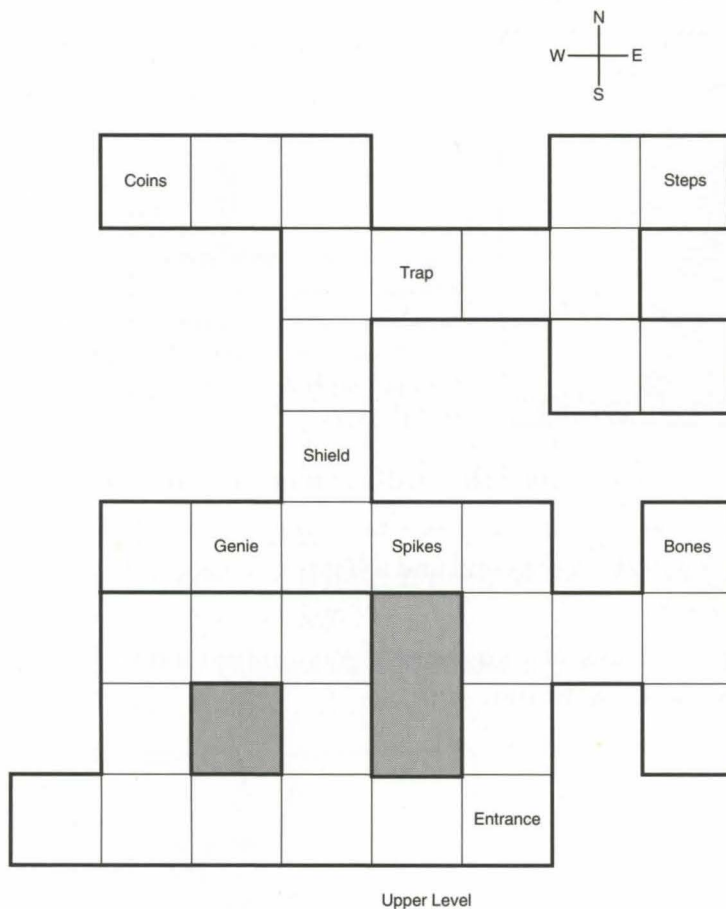 N
W E
S
Coins Steps
Trap
Shield
Genie Spikes Bones
Entrance
Upper Level